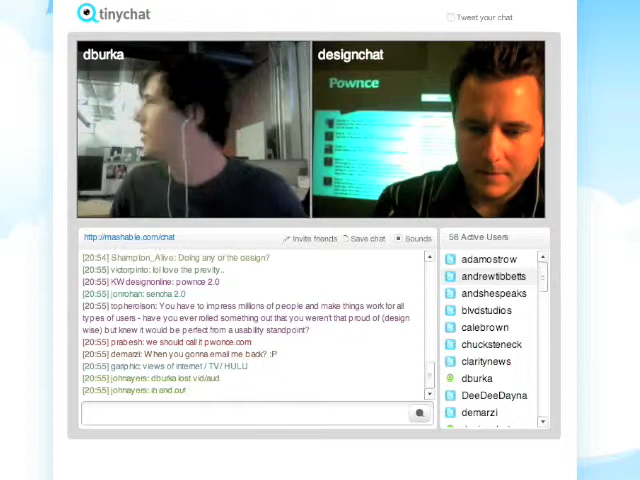 tinychat
Tweet your chat
dburka
designchat
Pownce
http://mashable.com/chat
Invite friends
Save chat
Sounds
56 Active Users
[20:54] Shampton_Alive: Doing any of the design?
[20:55] victorpinto: lol love the previty..
[20:55] KWdesignonline: pownce 2.0
[20:55] jonrohan: sencha 2.0
[20:55] topherolson: You have to impress millions of people and make things work for all
types of users - have you ever rolled something out that you weren't that proud of (design
wise) but knew it would be perfect from a usability standpoint?
[20:55] prabesh: we should call it pwonce.com
[20:55] demarzi: When you gonna email me back? :P
[20:55] garlphic: views of internet / TV / HULU
[20:55] johnayers: dburka lost vid/aud
[20:55] johnayers: in and out
adamostrow
andrewtibbetts
andshespeaks
blvdstudios
calebrown
chucksteneck
claritynews
dburka
DeeDeeDayna
demarzi